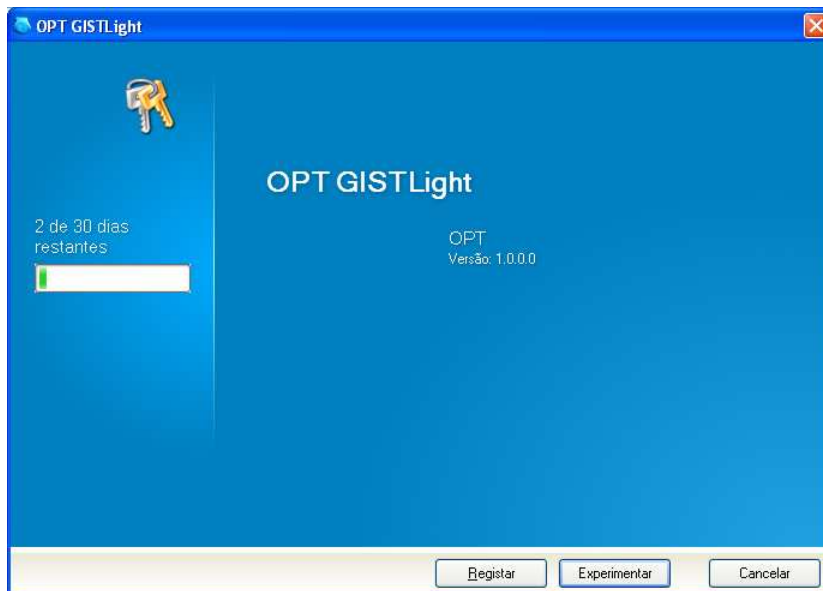 OPT GISTLight
OPT GISTLight
2 de 30 dias
restantes
OPT
Versão: 1.0.0.0
Registar
Experimentar
Cancelar